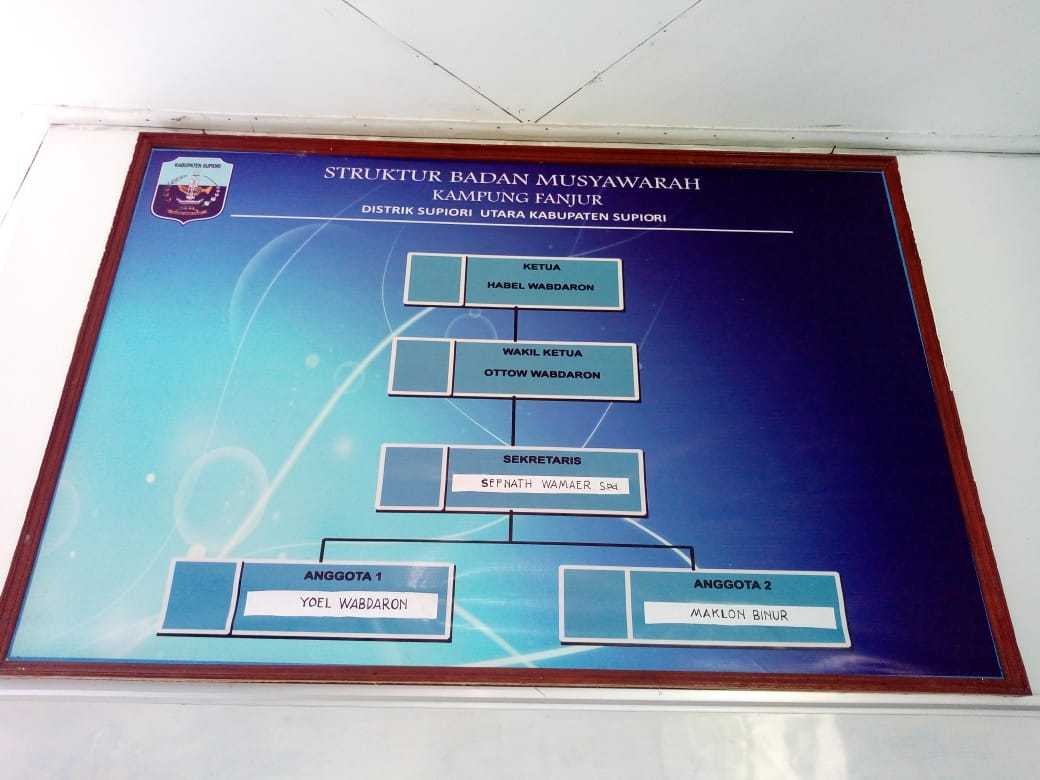 KABUPATEN SUPIORI
STRUKTUR BADAN MUSYAWARAH
KAMPUNG FANJUR
DISTRIK SUPIORI UTARA KABUPATEN SUPIORI
KETUA
HABEL WABDARON
WAKIL KETUA
OTTOW WABDARON
SEKRETARIS
SEPNATH WAMAER Spd.
ANGGOTA 1
YOEL WABDARON
ANGGOTA 2
MAKLON BINUR